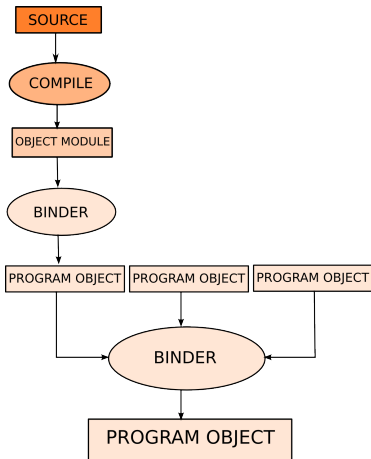 SOURCE
COMPILE
OBJECT MODULE
BINDER
PROGRAM OBJECT
PROGRAM OBJECT
PROGRAM OBJECT
BINDER
PROGRAM OBJECT